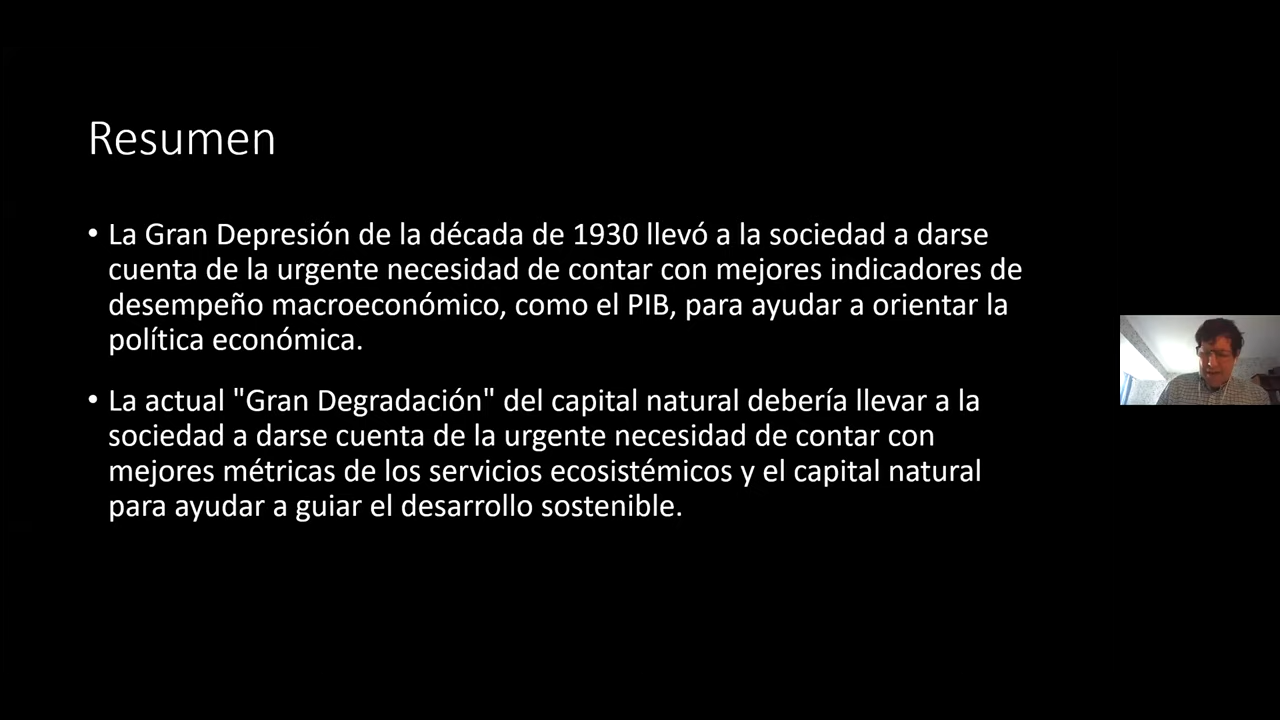 Resumen
• La Gran Depresión de la década de 1930 llevó a la sociedad a darse
cuenta de la urgente necesidad de contar con mejores indicadores de
desempeño macroeconómico, como el PIB, para ayudar a orientar la
política económica.
• La actual "Gran Degradación" del capital natural debería llevar a la
sociedad a darse cuenta de la urgente necesidad de contar con
mejores métricas de los servicios ecosistémicos y el capital natural
para ayudar a guiar el desarrollo sostenible.